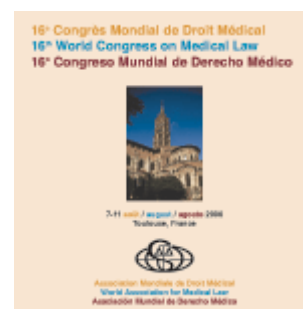 16e Congrès Mondial de Droit Médical
16th World Congress on Medical Law
16° Congreso Mundial de Derecho Médico
7-11 août / august / agosto 2006
Toulouse, France
Association Mondiale de Droit Médical
World Association for Medical Law
Asociación Mundial de Derecho Médico